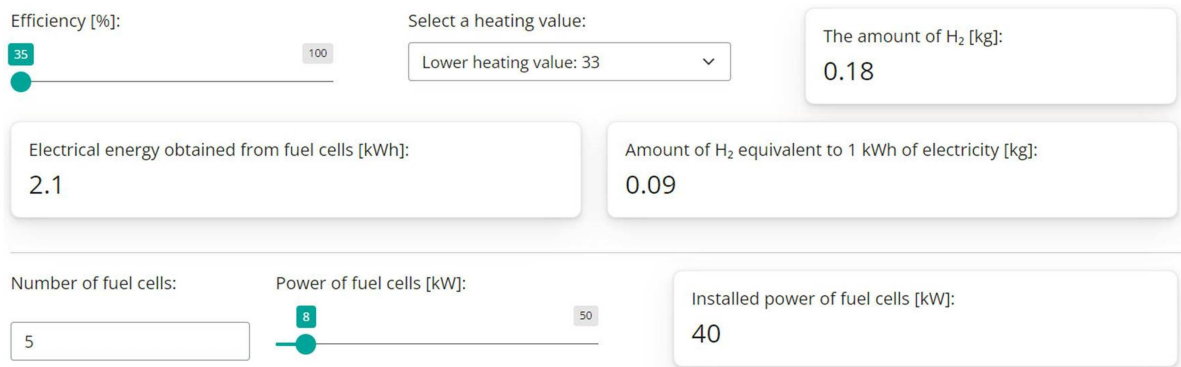 Efficiency [%]:
35
100
Select a heating value:
Lower heating value: 33
The amount of H₂ [kg]:
0.18
Electrical energy obtained from fuel cells [kWh]:
2.1
Amount of H₂ equivalent to 1 kWh of electricity [kg]:
0.09
Number of fuel cells:
5
Power of fuel cells [kW]:
8
50
Installed power of fuel cells [kW]:
40